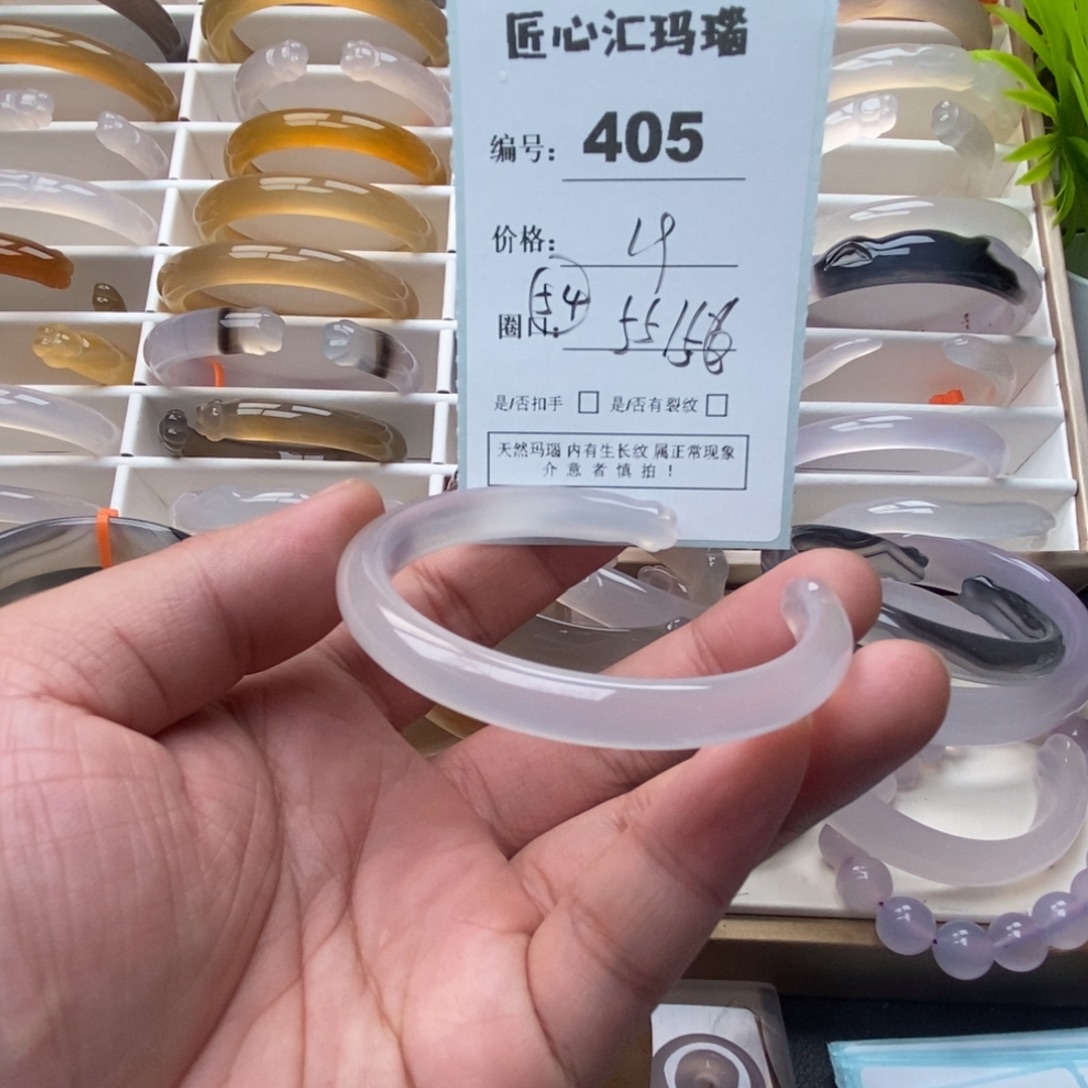 匠心汇玛瑙
编号: 405
价格:
圈口: 54 55/56
是/否扣手 □ 是/否有裂纹 □
天然玛瑙 内有生长纹 属正常现象
介意者慎拍！